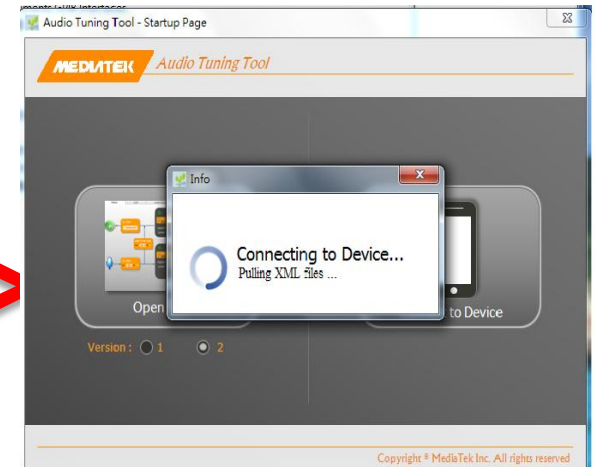 Audio Tuning Tool - Startup Page
MEDIATEK Audio Tuning Tool
Info
Connecting to Device...
Pulling XML files ...
Open
to Device
Version : 1 2
Copyright © MediaTek Inc. All rights reserved